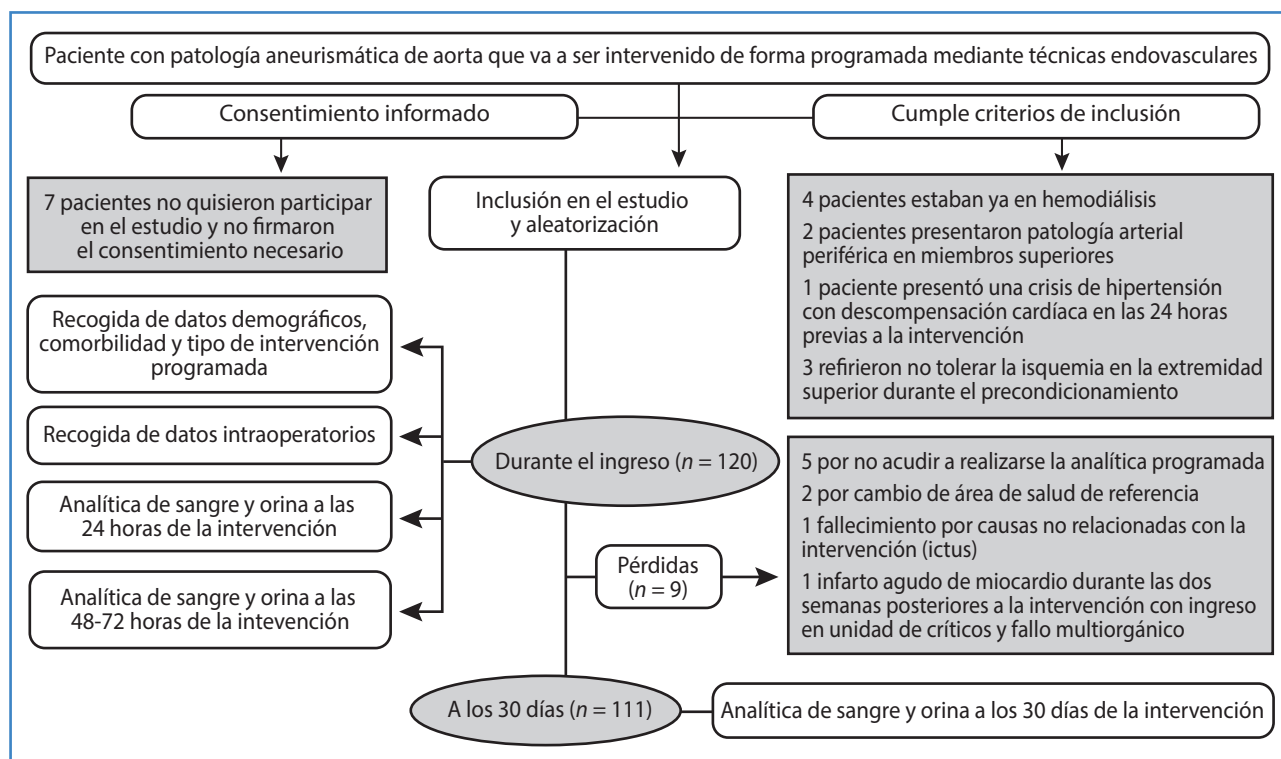 Paciente con patología aneurismática de aorta que va a ser intervenido de forma programada mediante técnicas endovasculares
Consentimiento informado
Cumple criterios de inclusión
7 pacientes no quisieron participar
en el estudio y no firmaron
el consentimiento necesario
Inclusión en el estudio
y aleatorización
4 pacientes estaban ya en hemodiálisis
2 pacientes presentaron patología arterial
periférica en miembros superiores
1 paciente presentó una crisis de hipertensión
con descompensación cardíaca en las 24 horas
previas a la intervención
3 refirieron no tolerar la isquemia en la extremidad
superior durante el precondicionamiento
Recogida de datos demográficos,
comorbilidad y tipo de intervención
programada
Recogida de datos intraoperatorios
Durante el ingreso (n = 120)
Analítica de sangre y orina a las
24 horas de la intervención
Analítica de sangre y orina a las
48-72 horas de la intevención
Pérdidas
(n = 9)
5 por no acudir a realizarse la analítica programada
2 por cambio de área de salud de referencia
1 fallecimiento por causas no relacionadas con la
intervención (ictus)
1 infarto agudo de miocardio durante las dos
semanas posteriores a la intervención con ingreso
en unidad de críticos y fallo multiorgánico
A los 30 días (n = 111)
Analítica de sangre y orina a los 30 días de la intervención